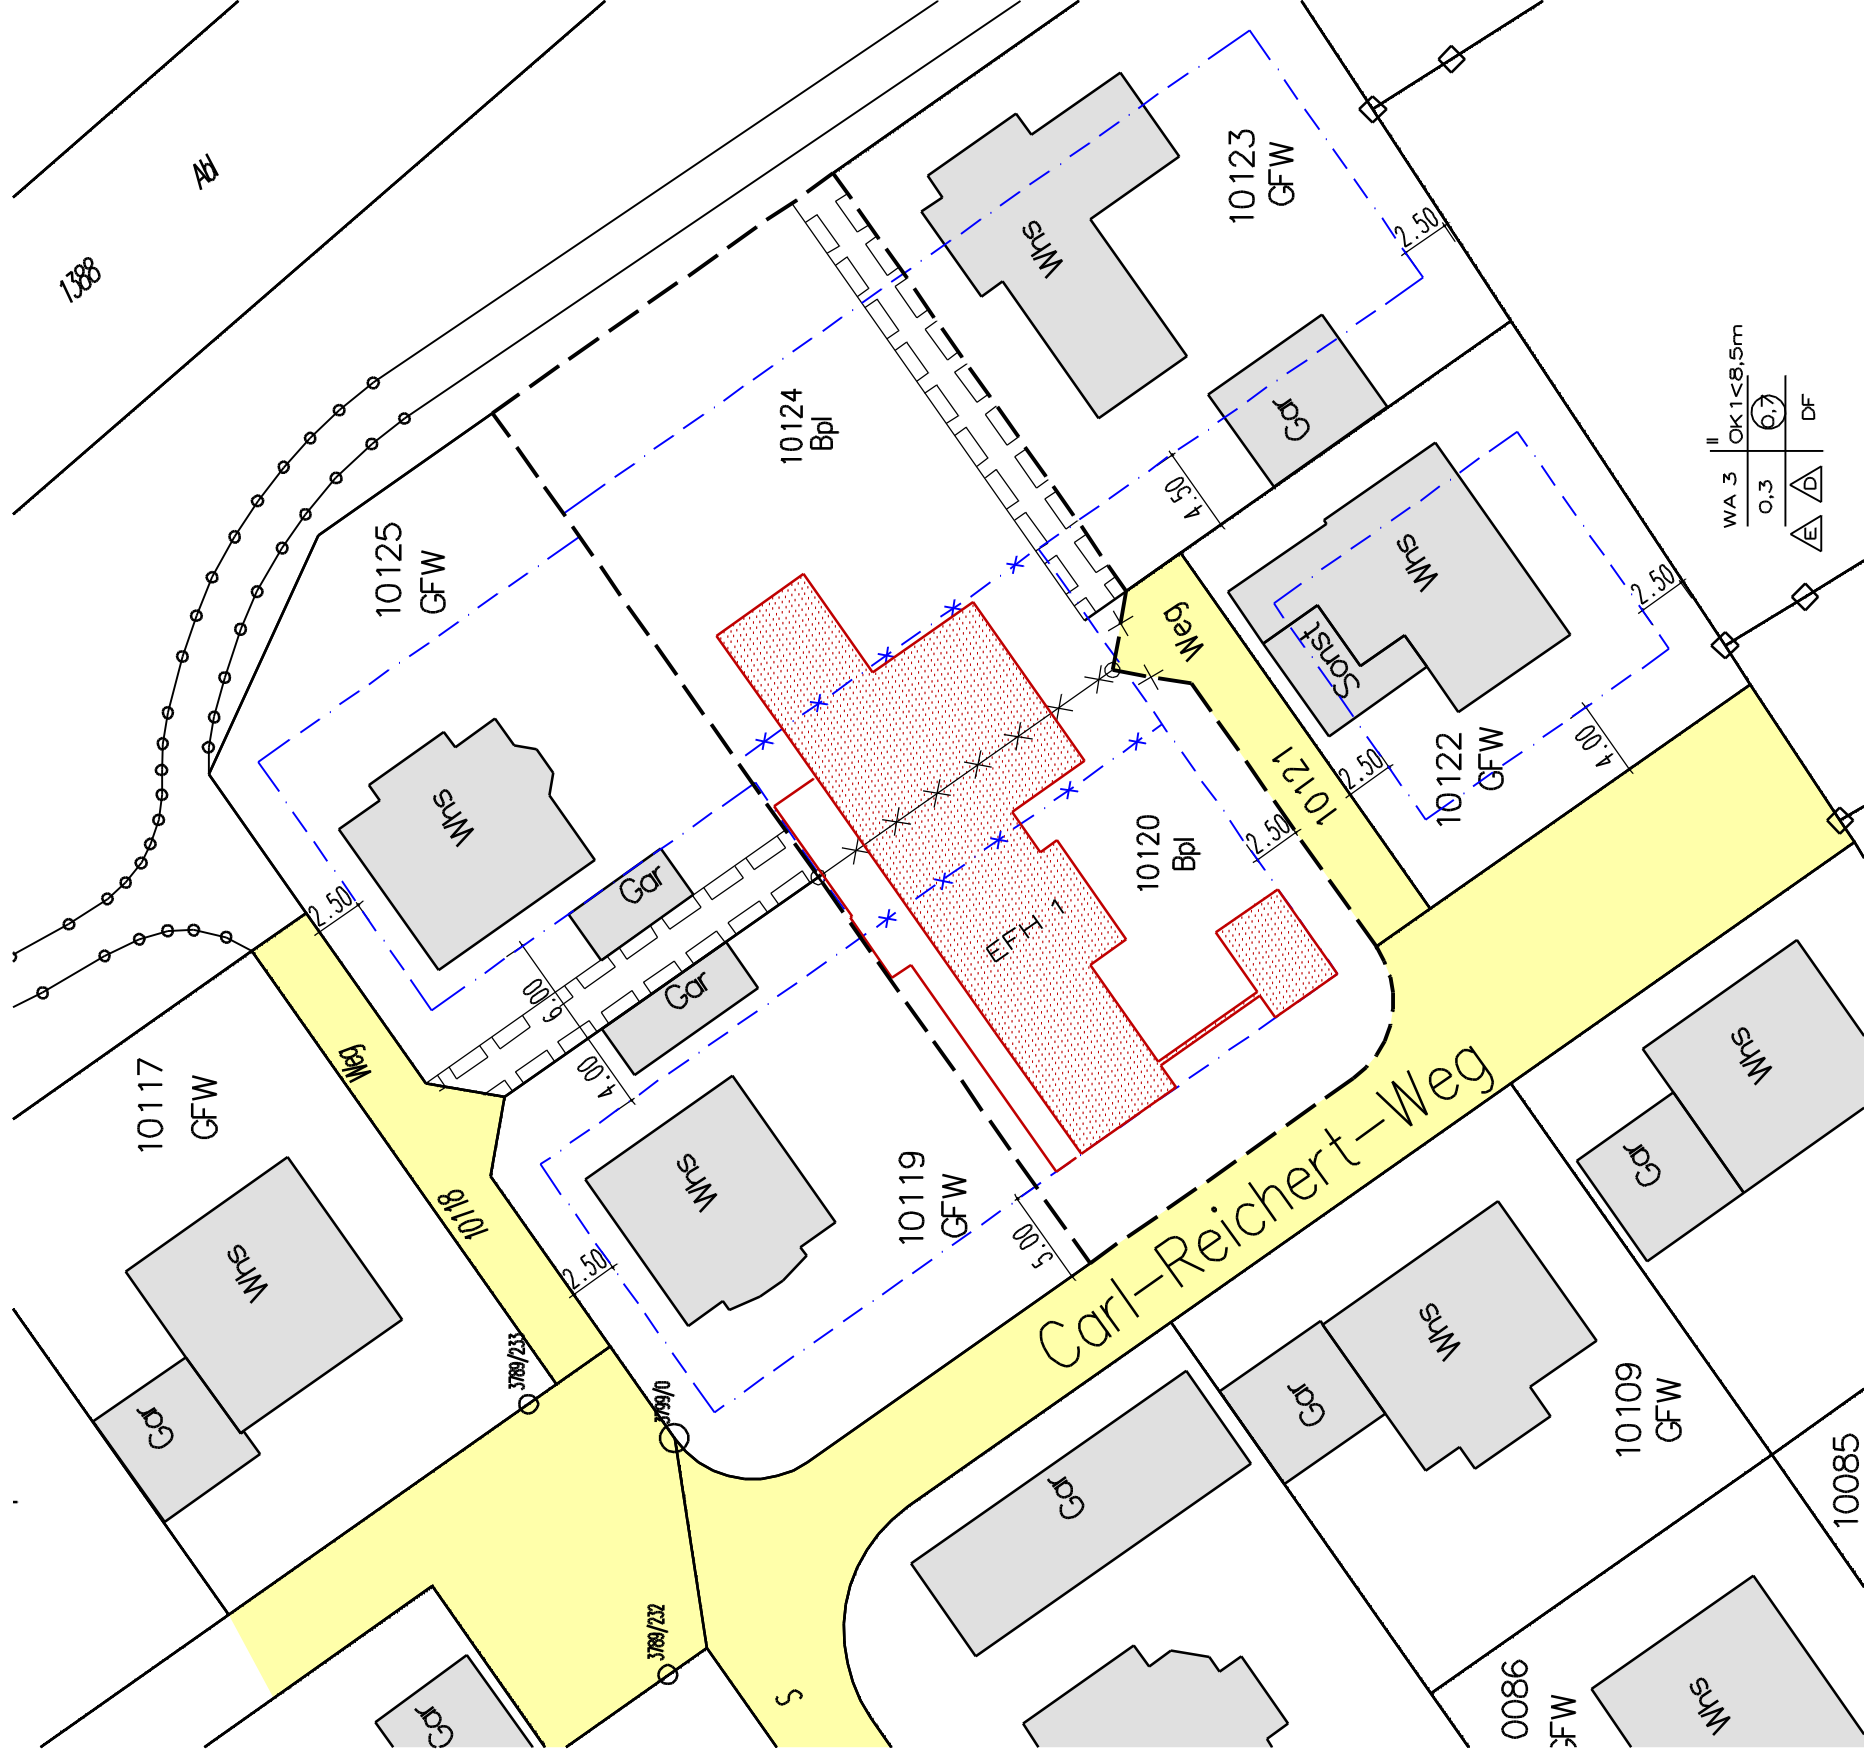 Abl
1388
10123
GFW
Whs
2.50
Gar
10124
Bpl
10125
GFW
4.50
WA 3
II
OK1<8,5m
0,3
0,7
E
D
DF
Whs
2.50
Weg
Sonst
Whs
10121
2.50
10122
GFW
4.00
10120
Bpl
2.50
EFH 1
2.50
Gar
6.00
Gar
4.00
10117
GFW
Weg
10118
Whs
10119
GFW
5.00
2.50
Whs
Gar
3789/233
3799/0
Carl-Reichert-Weg
Whs
Gar
Whs
Gar
10109
GFW
Gar
10085
3789/232
S
Gar
0086
FW
Whs